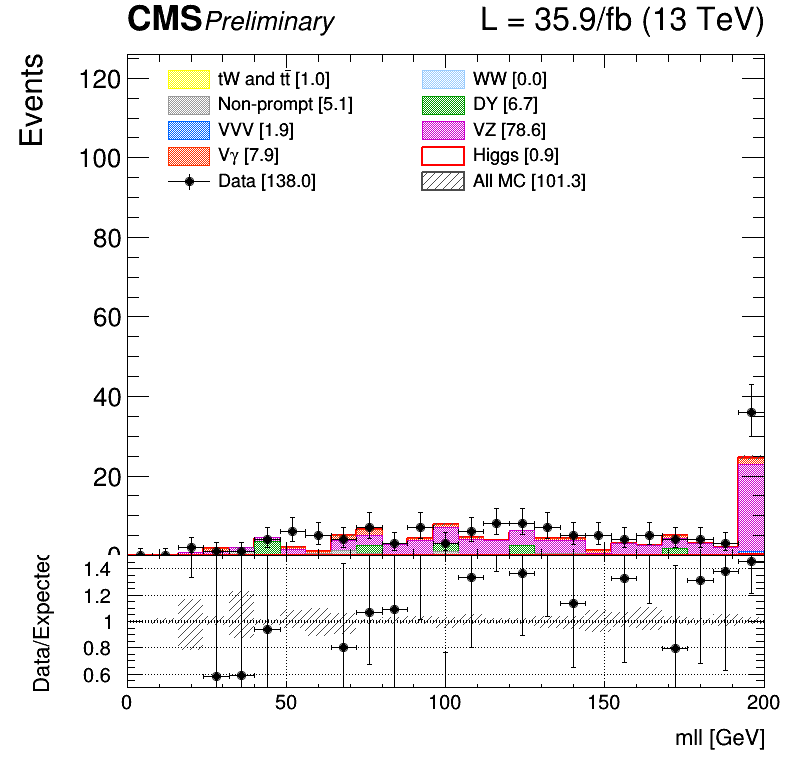 CMS Preliminary L = 35.9/fb (13 TeV)
Events
120
100
80
60
40
20
0
tW and tt̄ [1.0]
Non-prompt [5.1]
VVV [1.9]
Vγ [7.9]
Data [138.0]
WW [0.0]
DY [6.7]
VZ [78.6]
Higgs [0.9]
All MC [101.3]
Data/Expected
1.4
1.2
1
0.8
0.6
0 50 100 150 200
mll [GeV]